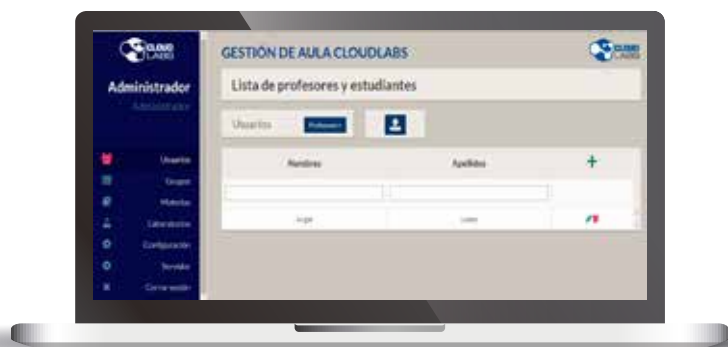 CLOUD
LABS
GESTIÓN DE AULA CLOUDLABS
CLOUD
LABS
Administrador
Administrador
Lista de profesores y estudiantes
Usuarios
Usuarios
Grupos
Materias
Laboratorios
Configuración
Servidor
Cerrar sesión
Nombres
Apellidos